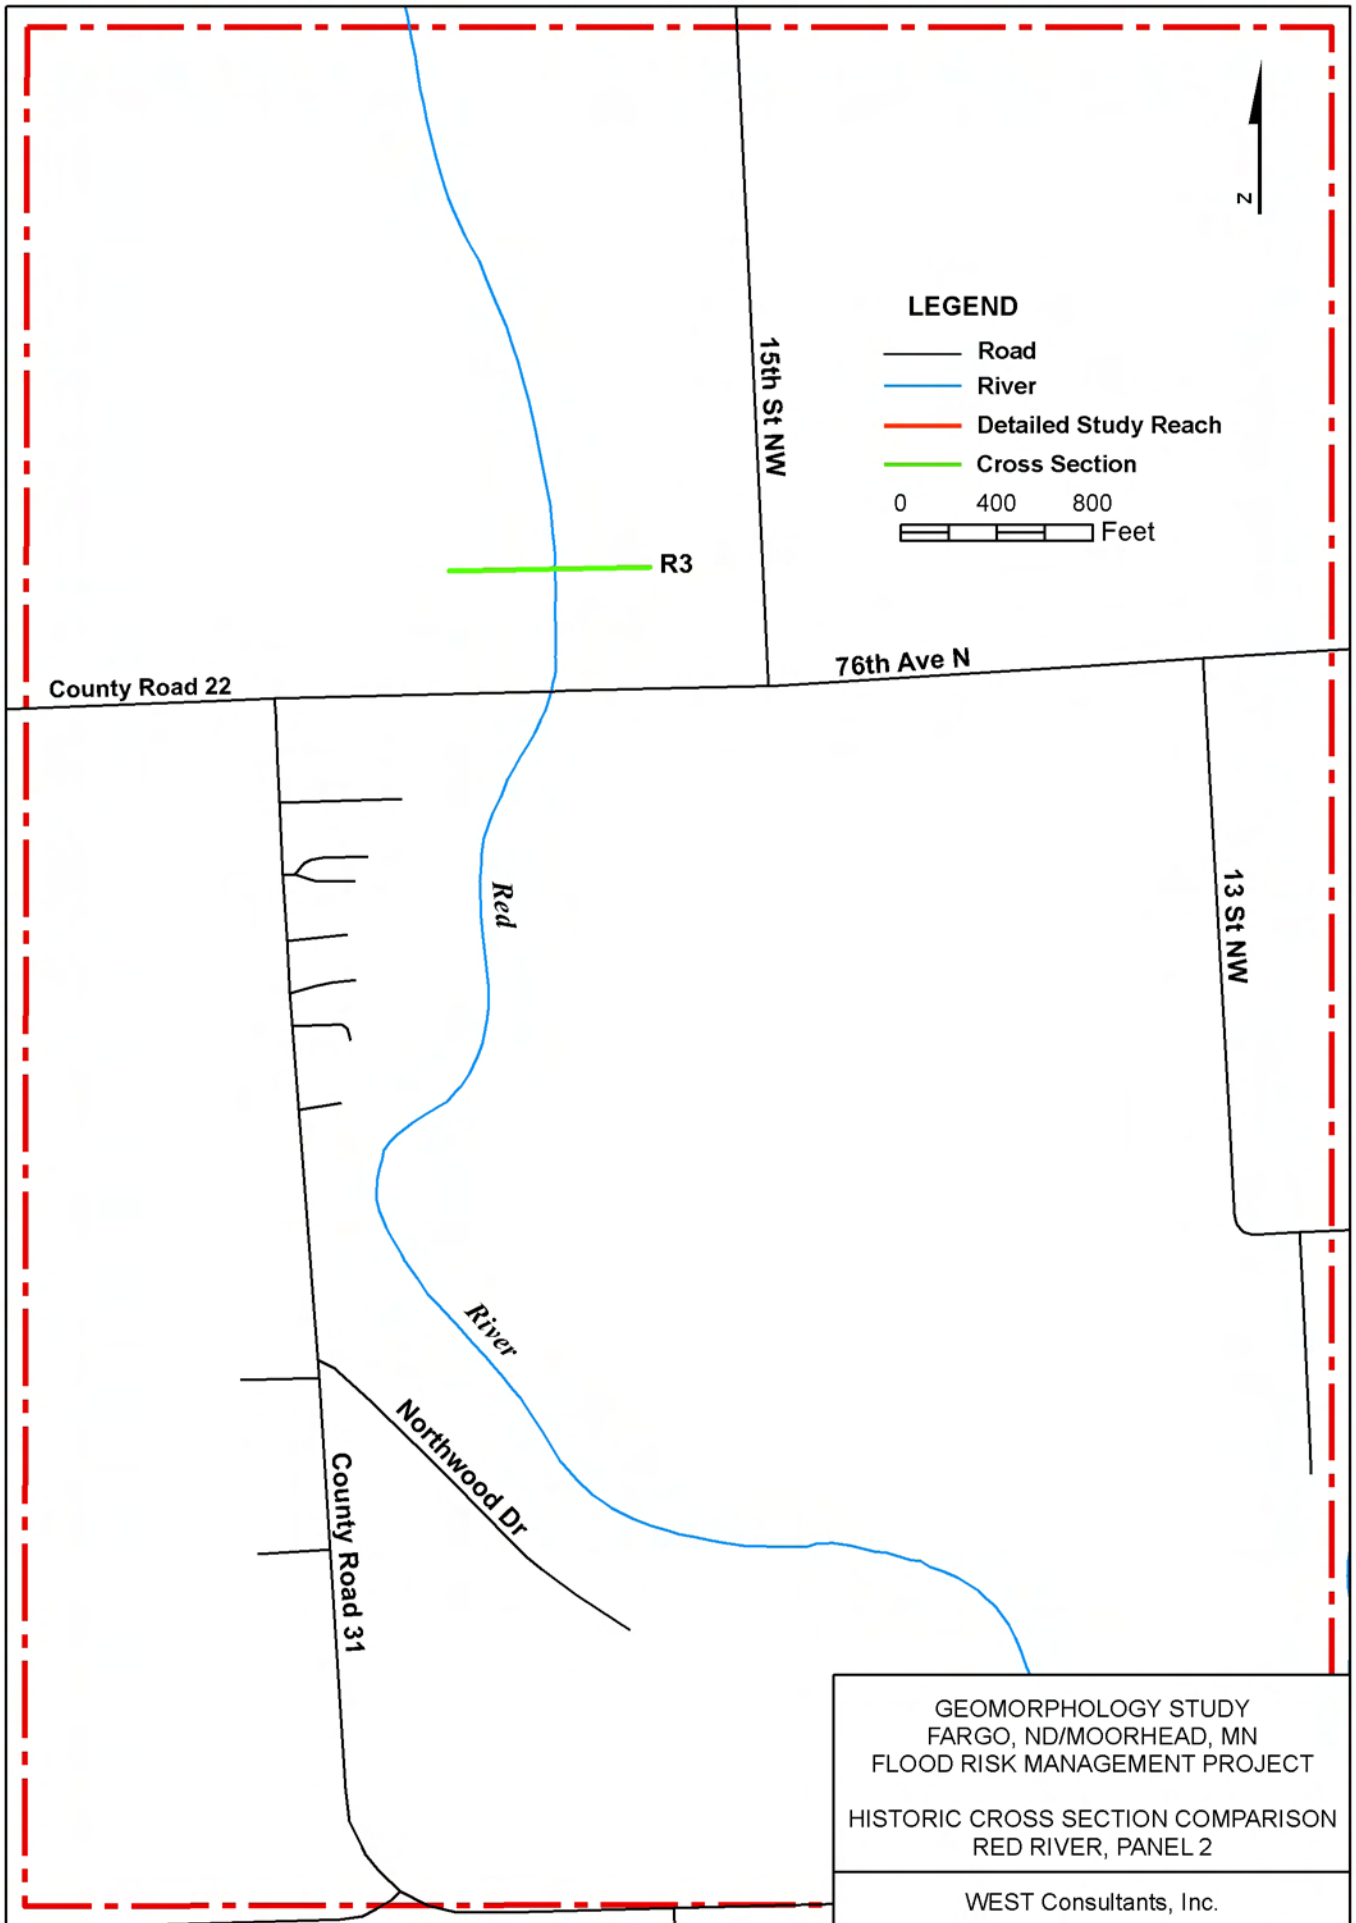 N
LEGEND
Road
River
Detailed Study Reach
Cross Section
0 400 800
Feet
15th St NW
R3
76th Ave N
County Road 22
Red
13 St NW
River
Northwood Dr
County Road 31
GEOMORPHOLOGY STUDY
FARGO, ND/MOORHEAD, MN
FLOOD RISK MANAGEMENT PROJECT
HISTORIC CROSS SECTION COMPARISON
RED RIVER, PANEL 2
WEST Consultants, Inc.